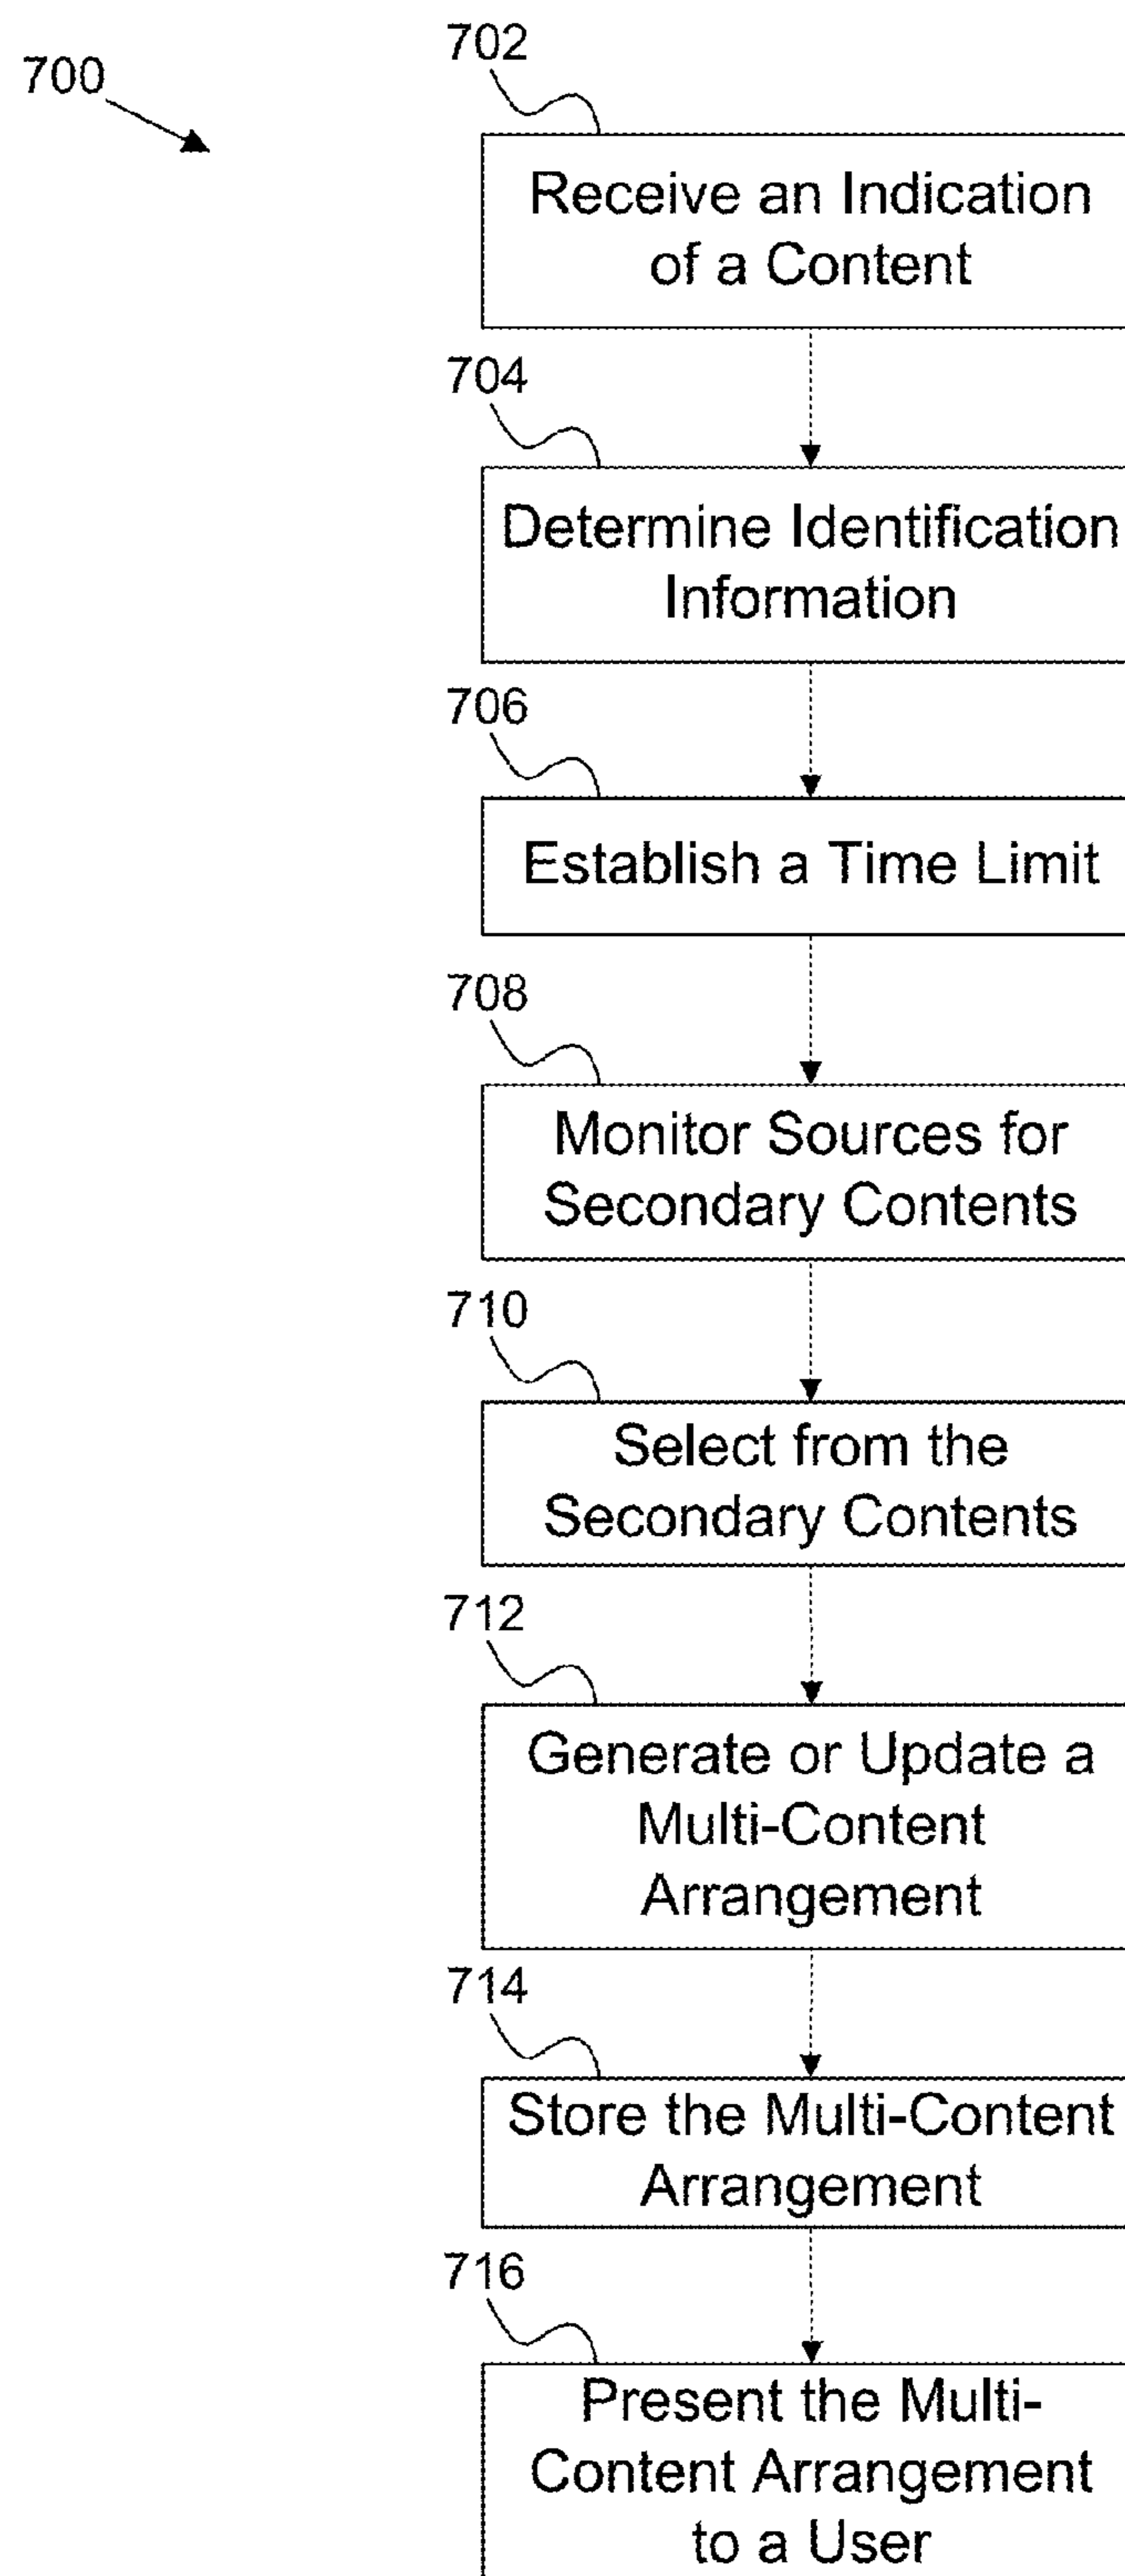 700
702
Receive an Indication
of a Content
704
Determine Identification
Information
706
Establish a Time Limit
708
Monitor Sources for
Secondary Contents
710
Select from the
Secondary Contents
712
Generate or Update a
Multi-Content
Arrangement
714
Store the Multi-Content
Arrangement
716
Present the Multi-
Content Arrangement
to a User